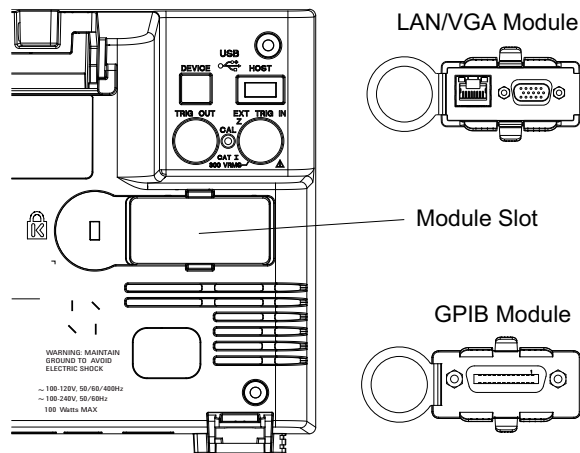 LAN/VGA Module
USB
DEVICE HOST
TRIG OUT EXT TRIG IN
Z
CAL
CAT I
300 VRMS
Module Slot
K
GPIB Module
WARNING: MAINTAIN
GROUND TO AVOID
ELECTRIC SHOCK
~ 100-120V, 50/60/400Hz
~ 100-240V, 50/60Hz
100 Watts MAX